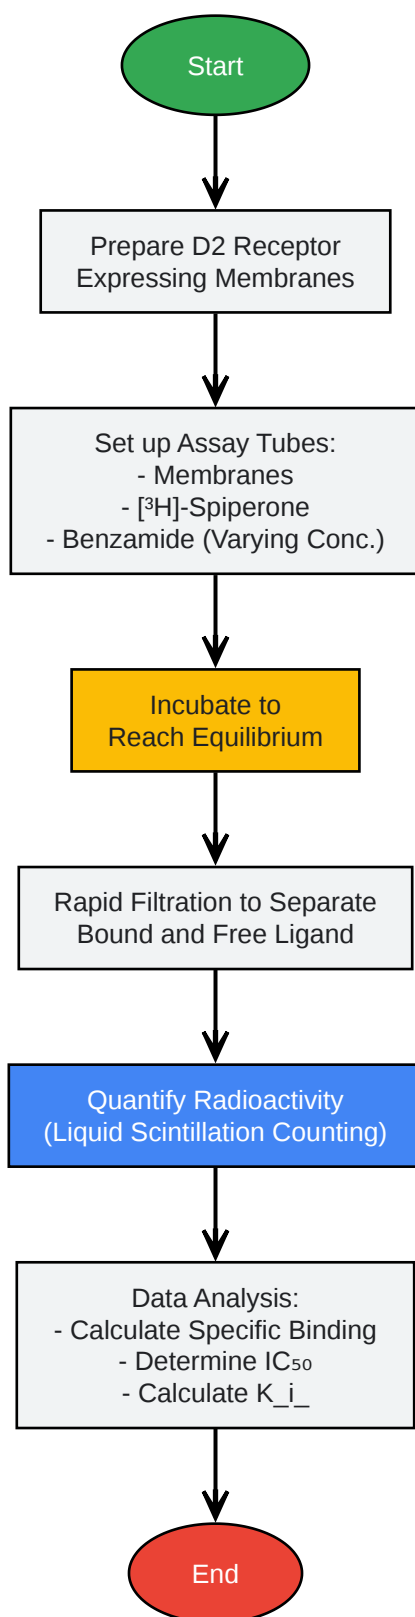 Start
Prepare D2 Receptor
Expressing Membranes
Set up Assay Tubes:
- Membranes
- [³H]-Spiperone
- Benzamide (Varying Conc.)
Incubate to
Reach Equilibrium
Rapid Filtration to Separate
Bound and Free Ligand
Quantify Radioactivity
(Liquid Scintillation Counting)
Data Analysis:
- Calculate Specific Binding
- Determine IC₅₀
- Calculate K_i_
End